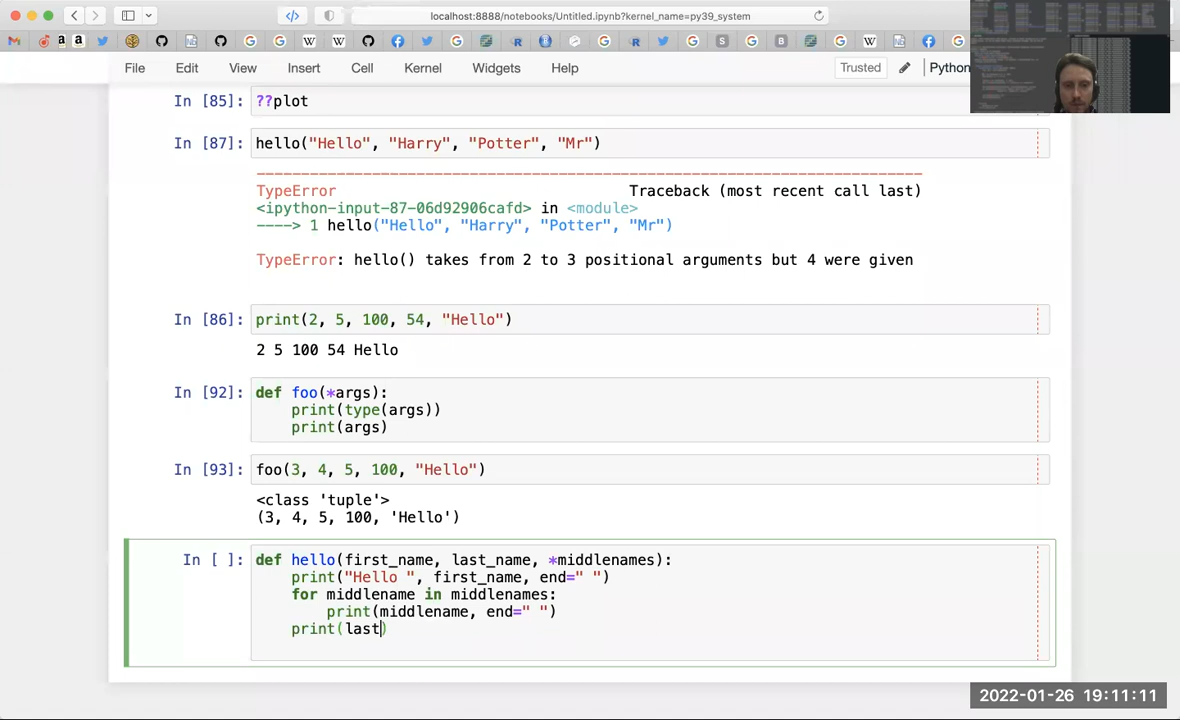 localhost:8888/notebooks/Untitled.ipynb?kernel_name=py39_system
File Edit View Insert Cell Kernel Widgets Help Trusted Python
In [85]: ??plot
In [87]: hello("Hello", "Harry", "Potter", "Mr")
---------------------------------------------------------------------------
TypeError Traceback (most recent call last)
<ipython-input-87-06d92906cafd> in <module>
----> 1 hello("Hello", "Harry", "Potter", "Mr")
TypeError: hello() takes from 2 to 3 positional arguments but 4 were given
In [86]: print(2, 5, 100, 54, "Hello")
2 5 100 54 Hello
In [92]: def foo(*args):
    print(type(args))
    print(args)
In [93]: foo(3, 4, 5, 100, "Hello")
<class 'tuple'>
(3, 4, 5, 100, 'Hello')
In [ ]: def hello(first_name, last_name, *middlenames):
    print("Hello ", first_name, end=" ")
    for middlename in middlenames:
        print(middlename, end=" ")
    print(last)
2022-01-26 19:11:11